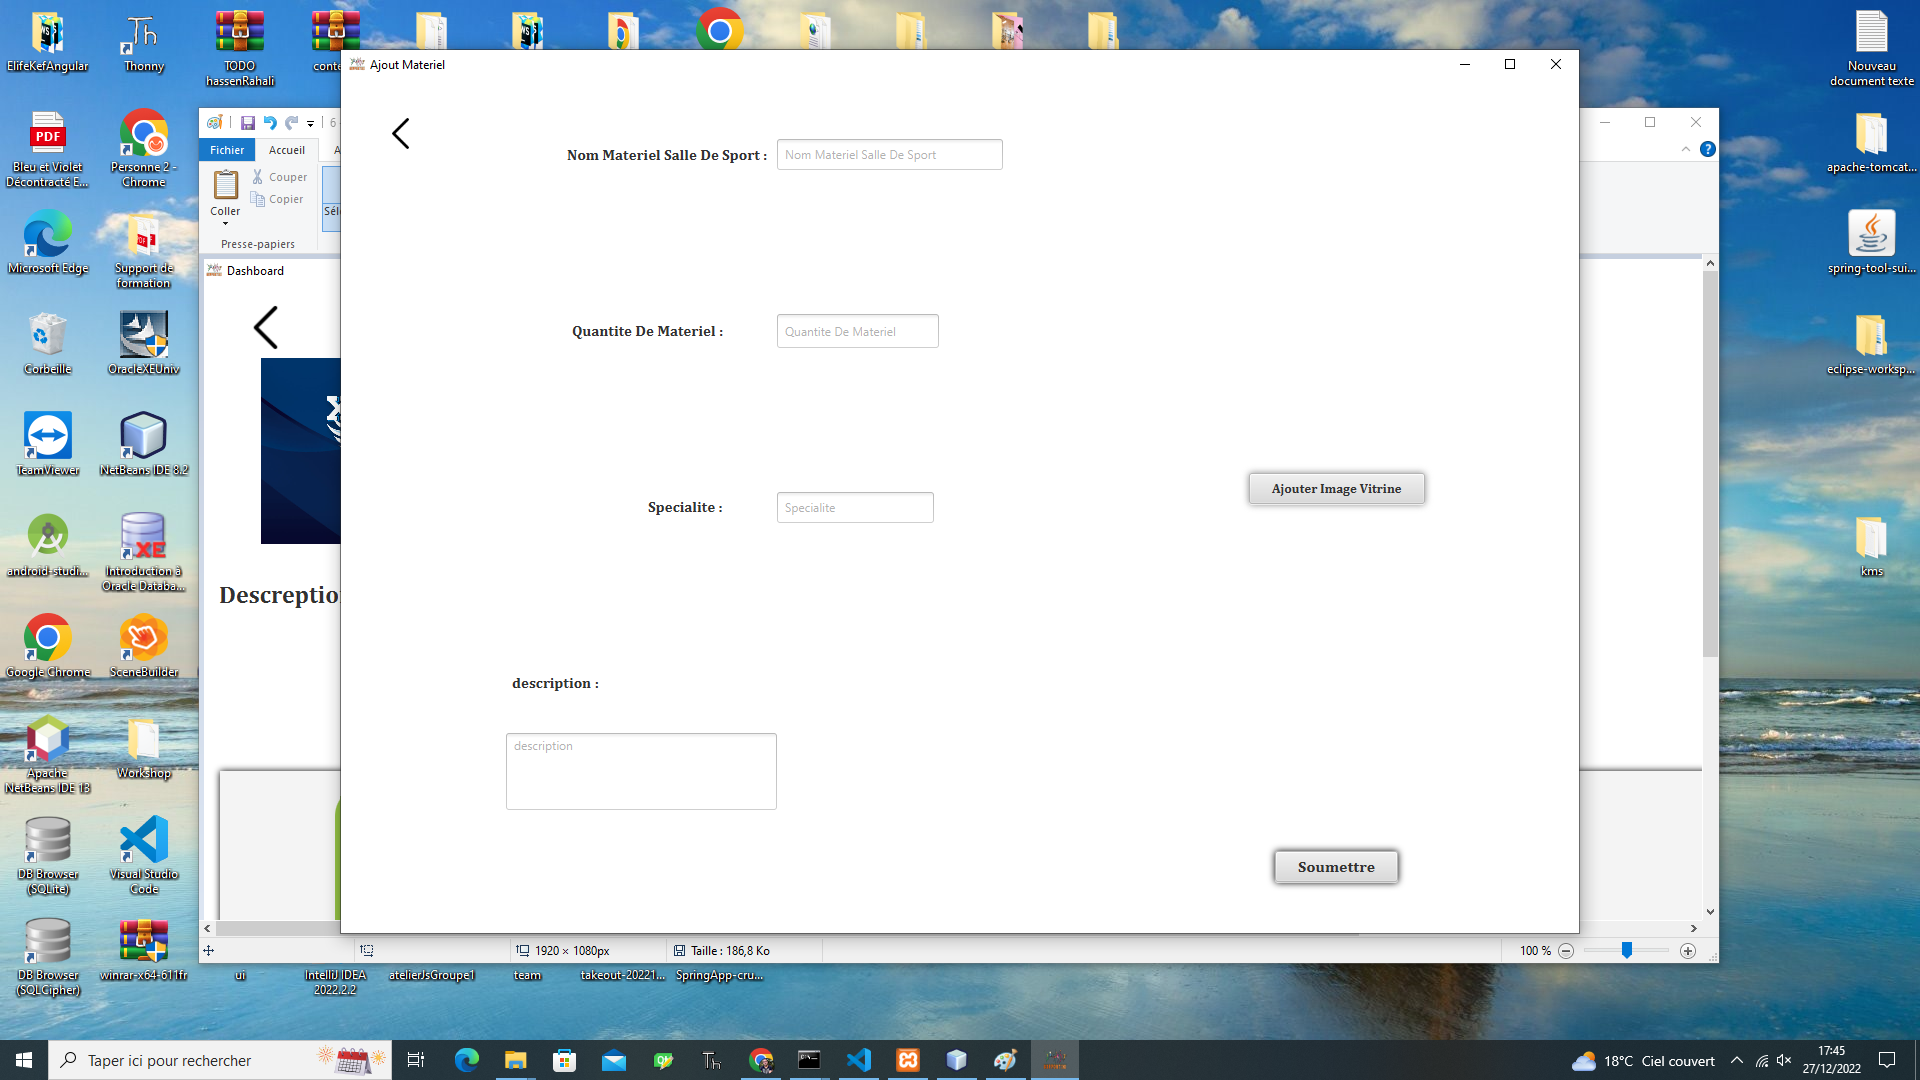 ElifeKefAngular
Thonny
TODO
hassenRahali
conte
Nouveau
document texte
Ajout Materiel
Nom Materiel Salle De Sport :
Nom Materiel Salle De Sport
Quantite De Materiel :
Quantite De Materiel
Specialite :
Specialite
Ajouter Image Vitrine
description :
description
Soumettre
6
Fichier
Accueil
A
Coller
Couper
Copier
Sél
Presse-papiers
?
Dashboard
Descreptio
1920 × 1080px
Taille : 186,8 Ko
100 %
PDF
Bleu et Violet
Décontracté E...
Personne 2 -
Chrome
Microsoft Edge
Support de
formation
Corbeille
OracleXEUniv
TeamViewer
NetBeans IDE 8.2
android-studi...
XE
Introduction à
Oracle Databa...
Google Chrome
SceneBuilder
Apache
NetBeans IDE 13
Workshop
DB Browser
(SQLite)
Visual Studio
Code
DB Browser
(SQLCipher)
winrar-x64-611fr
ui
IntelliJ IDEA
2022.2.2
atelierJsGroupe1
team
takeout-20221...
SpringApp-cru...
apache-tomcat...
spring-tool-sui...
eclipse-worksp...
kms
Taper ici pour rechercher
Th
18°C Ciel couvert
17:45
27/12/2022